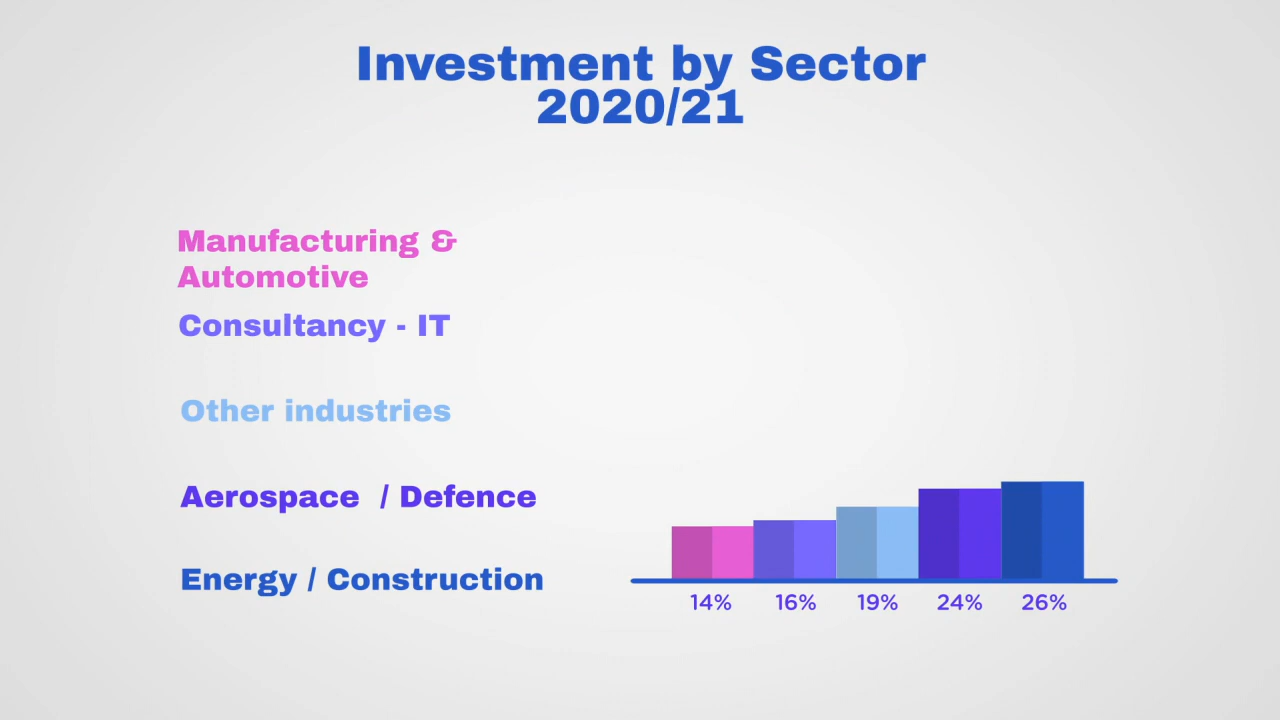 Investment by Sector
2020/21
Manufacturing &
Automotive
Consultancy - IT
Other industries
Aerospace / Defence
Energy / Construction
14% 16% 19% 24% 26%